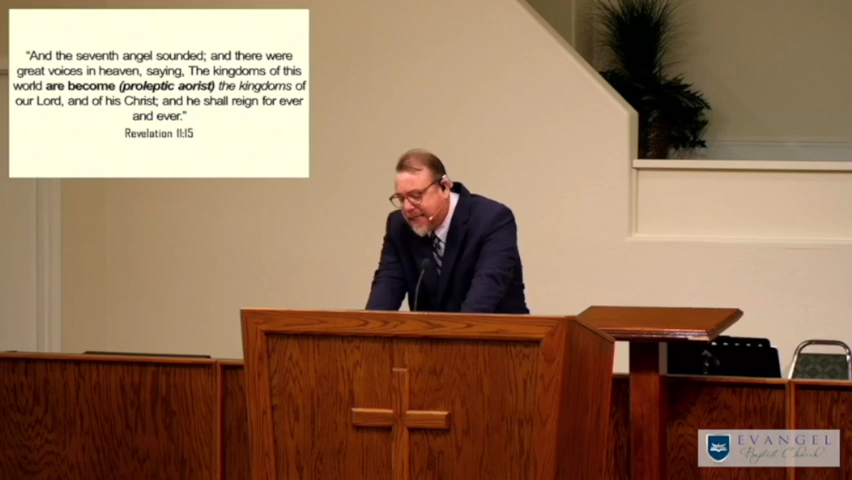 "And the seventh angel sounded; and there were
great voices in heaven, saying, The kingdoms of this
world are become (proleptic aorist) the kingdoms of
our Lord, and of his Christ; and he shall reign for ever
and ever."
Revelation 11:15
EVANGEL
Baptist Church